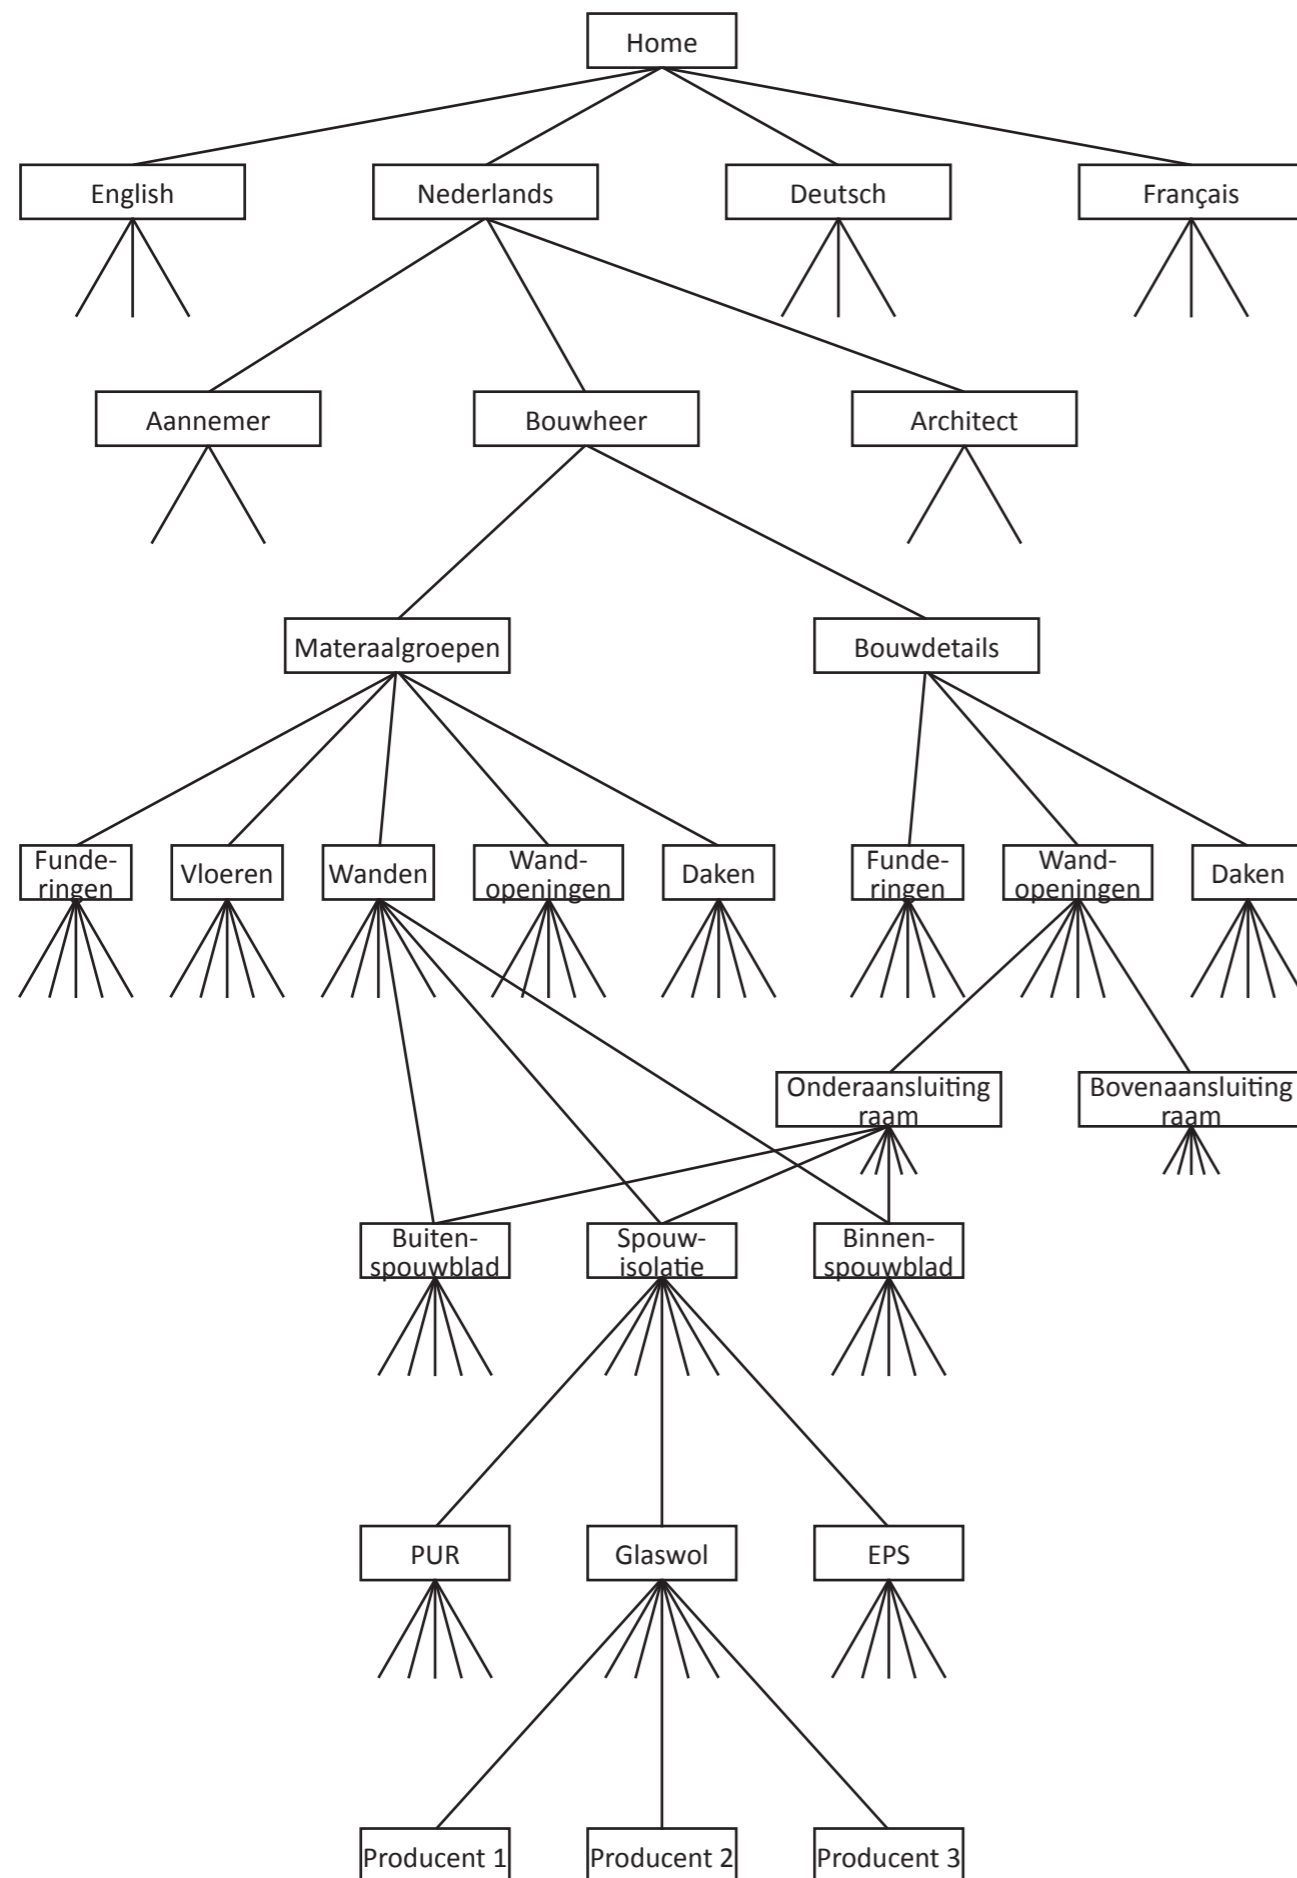 Home
English
Nederlands
Deutsch
Français
Aannemer
Bouwheer
Architect
Materaalgroepen
Bouwdetails
Funde-
ringen
Vloeren
Wanden
Wand-
openingen
Daken
Funde-
ringen
Wand-
openingen
Daken
Onderaansluiting
raam
Bovenaansluiting
raam
Buiten-
spouwblad
Spouw-
isolatie
Binnen-
spouwblad
PUR
Glaswol
EPS
Producent 1
Producent 2
Producent 3